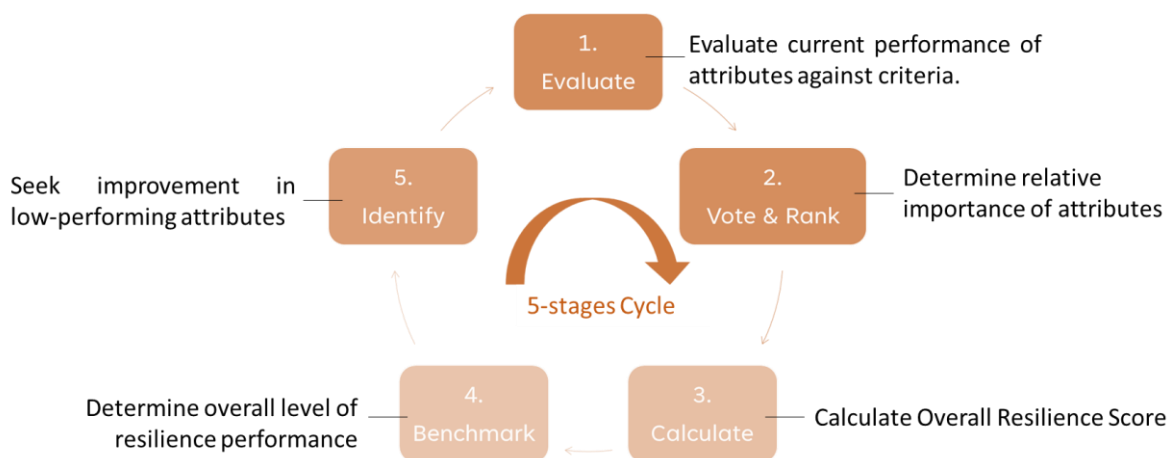 1.
Evaluate
Evaluate current performance of
attributes against criteria.
2.
Vote & Rank
Determine relative
importance of attributes
3.
Calculate
Calculate Overall Resilience Score
4.
Benchmark
Determine overall level of
resilience performance
5.
Identify
Seek improvement in
low-performing attributes
5-stages Cycle